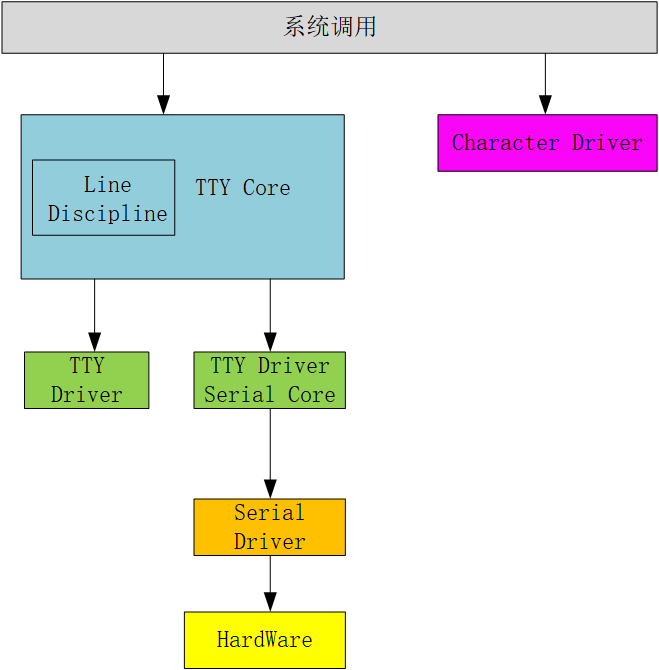 系统调用
Character Driver
Line
Discipline
TTY Core
TTY
Driver
TTY Driver
Serial Core
Serial
Driver
HardWare